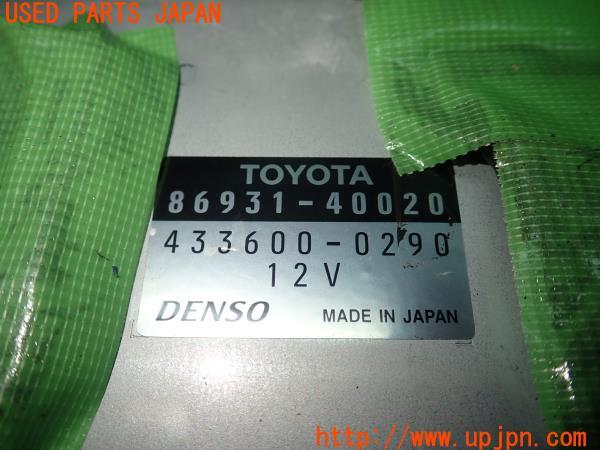 USED PARTS JAPAN
TOYOTA
86931-40020
433600-0290
12V
DENSO MADE IN JAPAN
http://www.upjpn.com